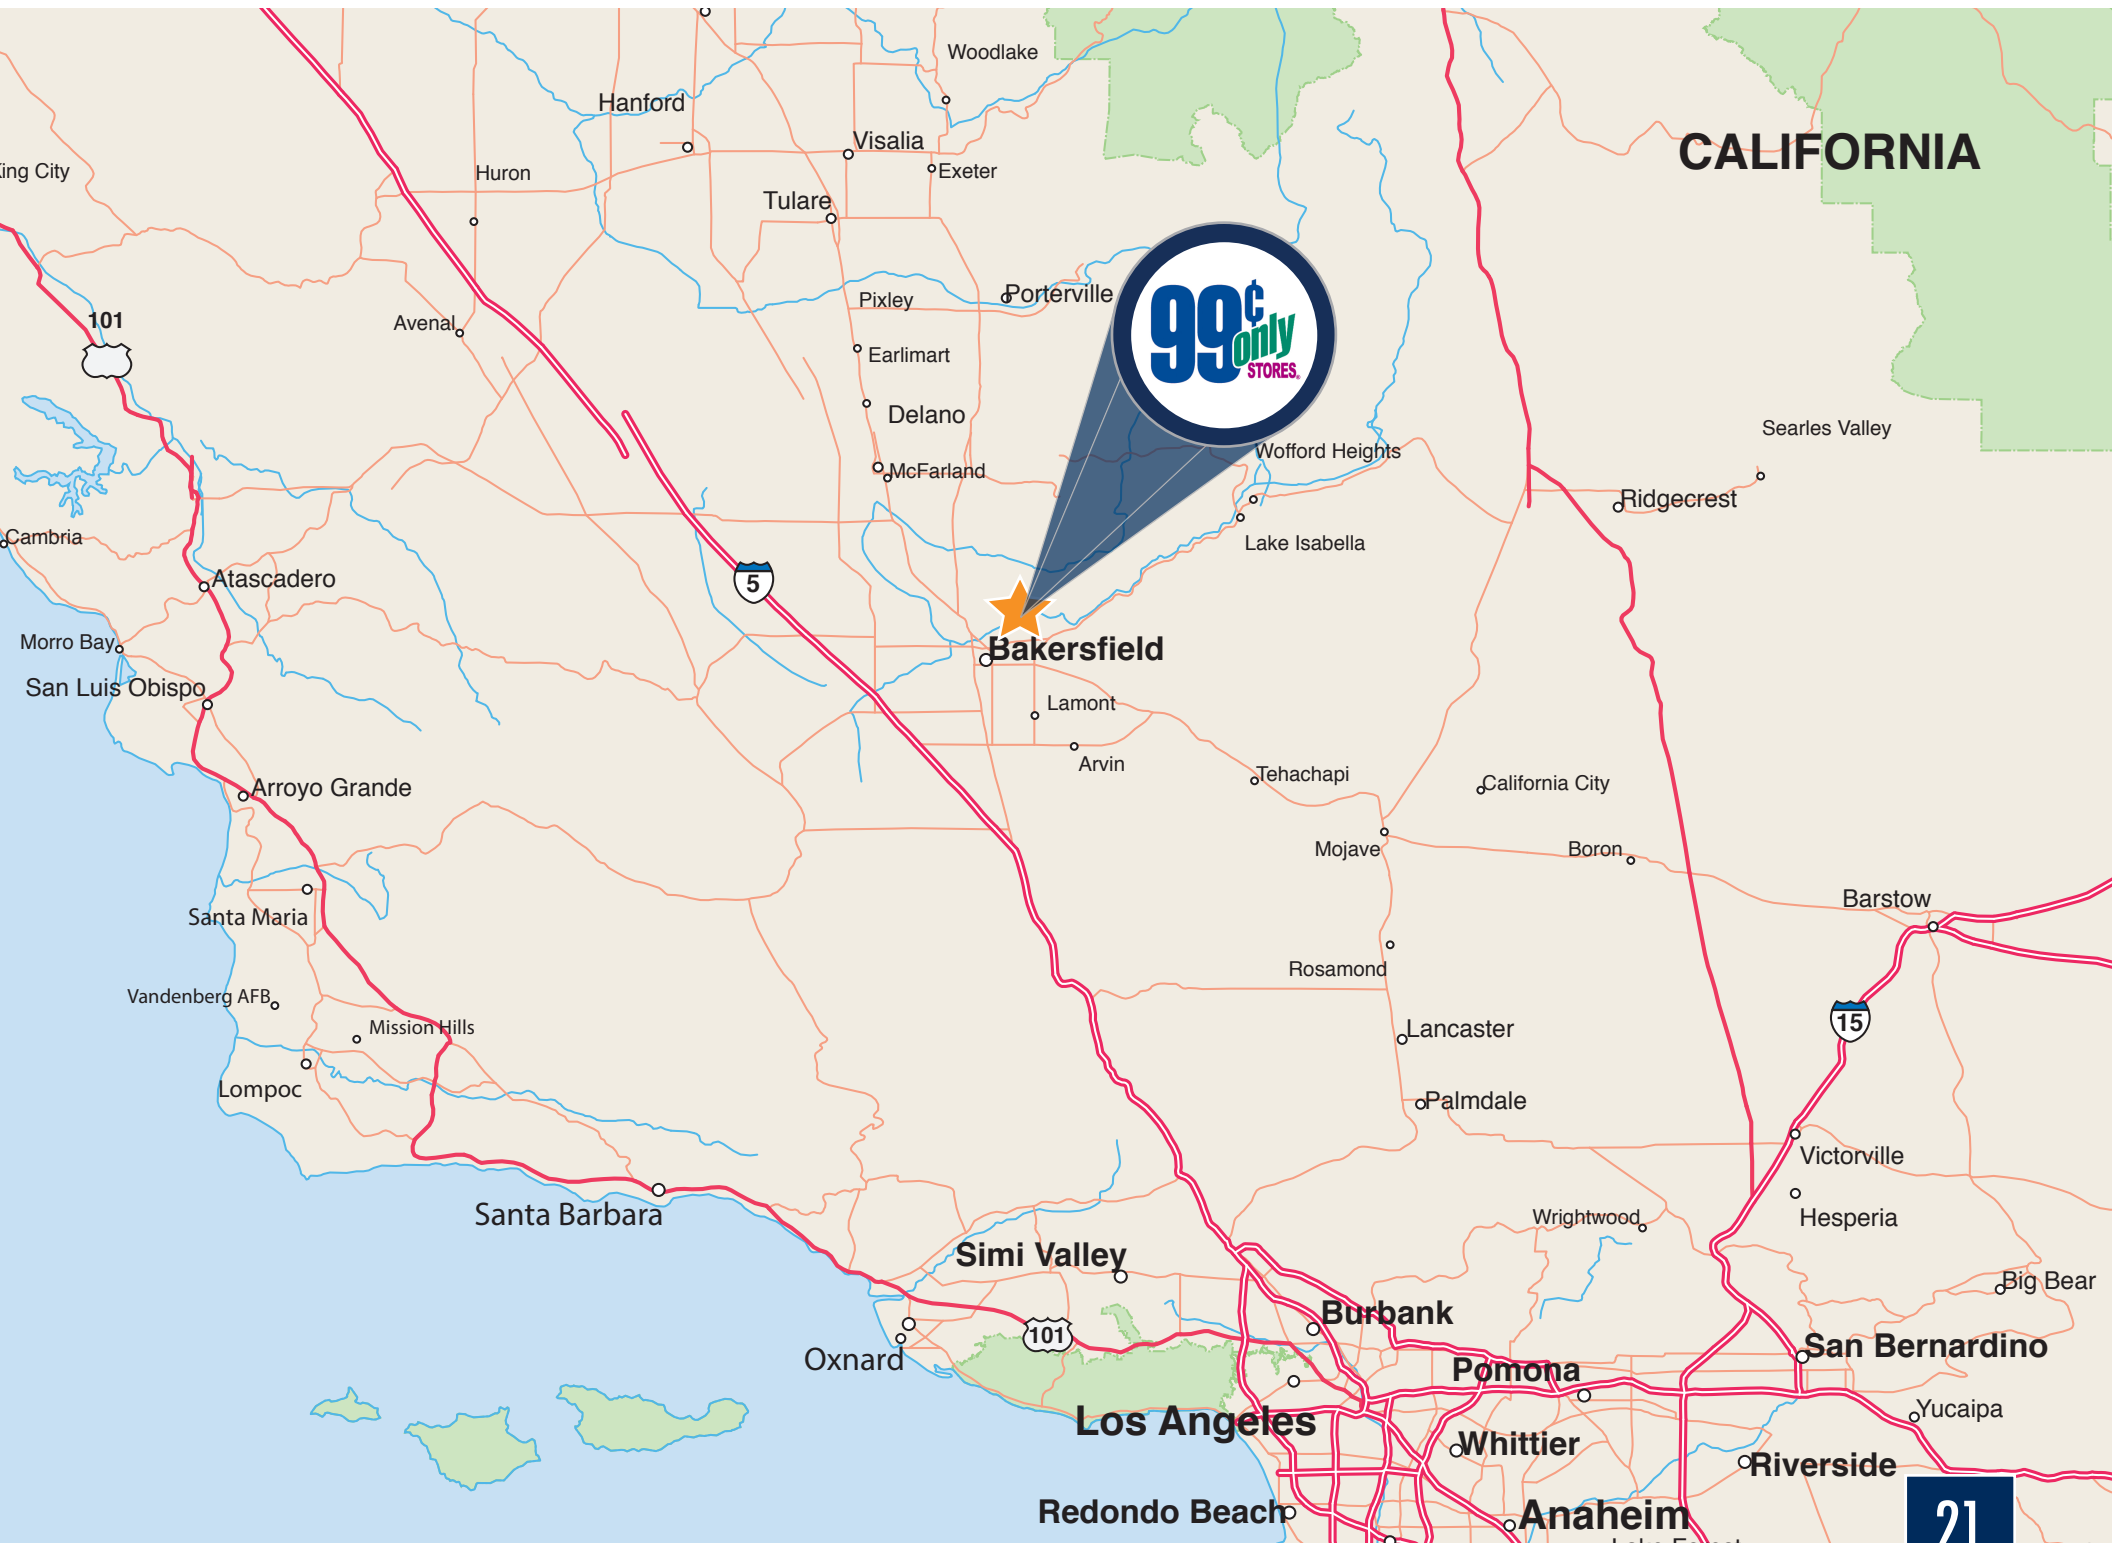 Woodlake
Hanford
Visalia
CALIFORNIA
Huron
Exeter
King City
Tulare
Pixley
Porterville
99¢
only
STORES®
101
Avenal
Earlimart
Delano
Searles Valley
Wofford Heights
McFarland
Ridgecrest
Cambria
Lake Isabella
Atascadero
5
Morro Bay
Bakersfield
San Luis Obispo
Lamont
Arvin
Tehachapi
California City
Arroyo Grande
Mojave
Boron
Barstow
Santa Maria
Rosamond
Vandenberg AFB
Mission Hills
Lancaster
15
Lompoc
Palmdale
Victorville
Santa Barbara
Wrightwood
Hesperia
Simi Valley
Big Bear
Burbank
101
San Bernardino
Oxnard
Pomona
Los Angeles
Yucaipa
Whittier
Riverside
Redondo Beach
Anaheim
21
Lake Forest